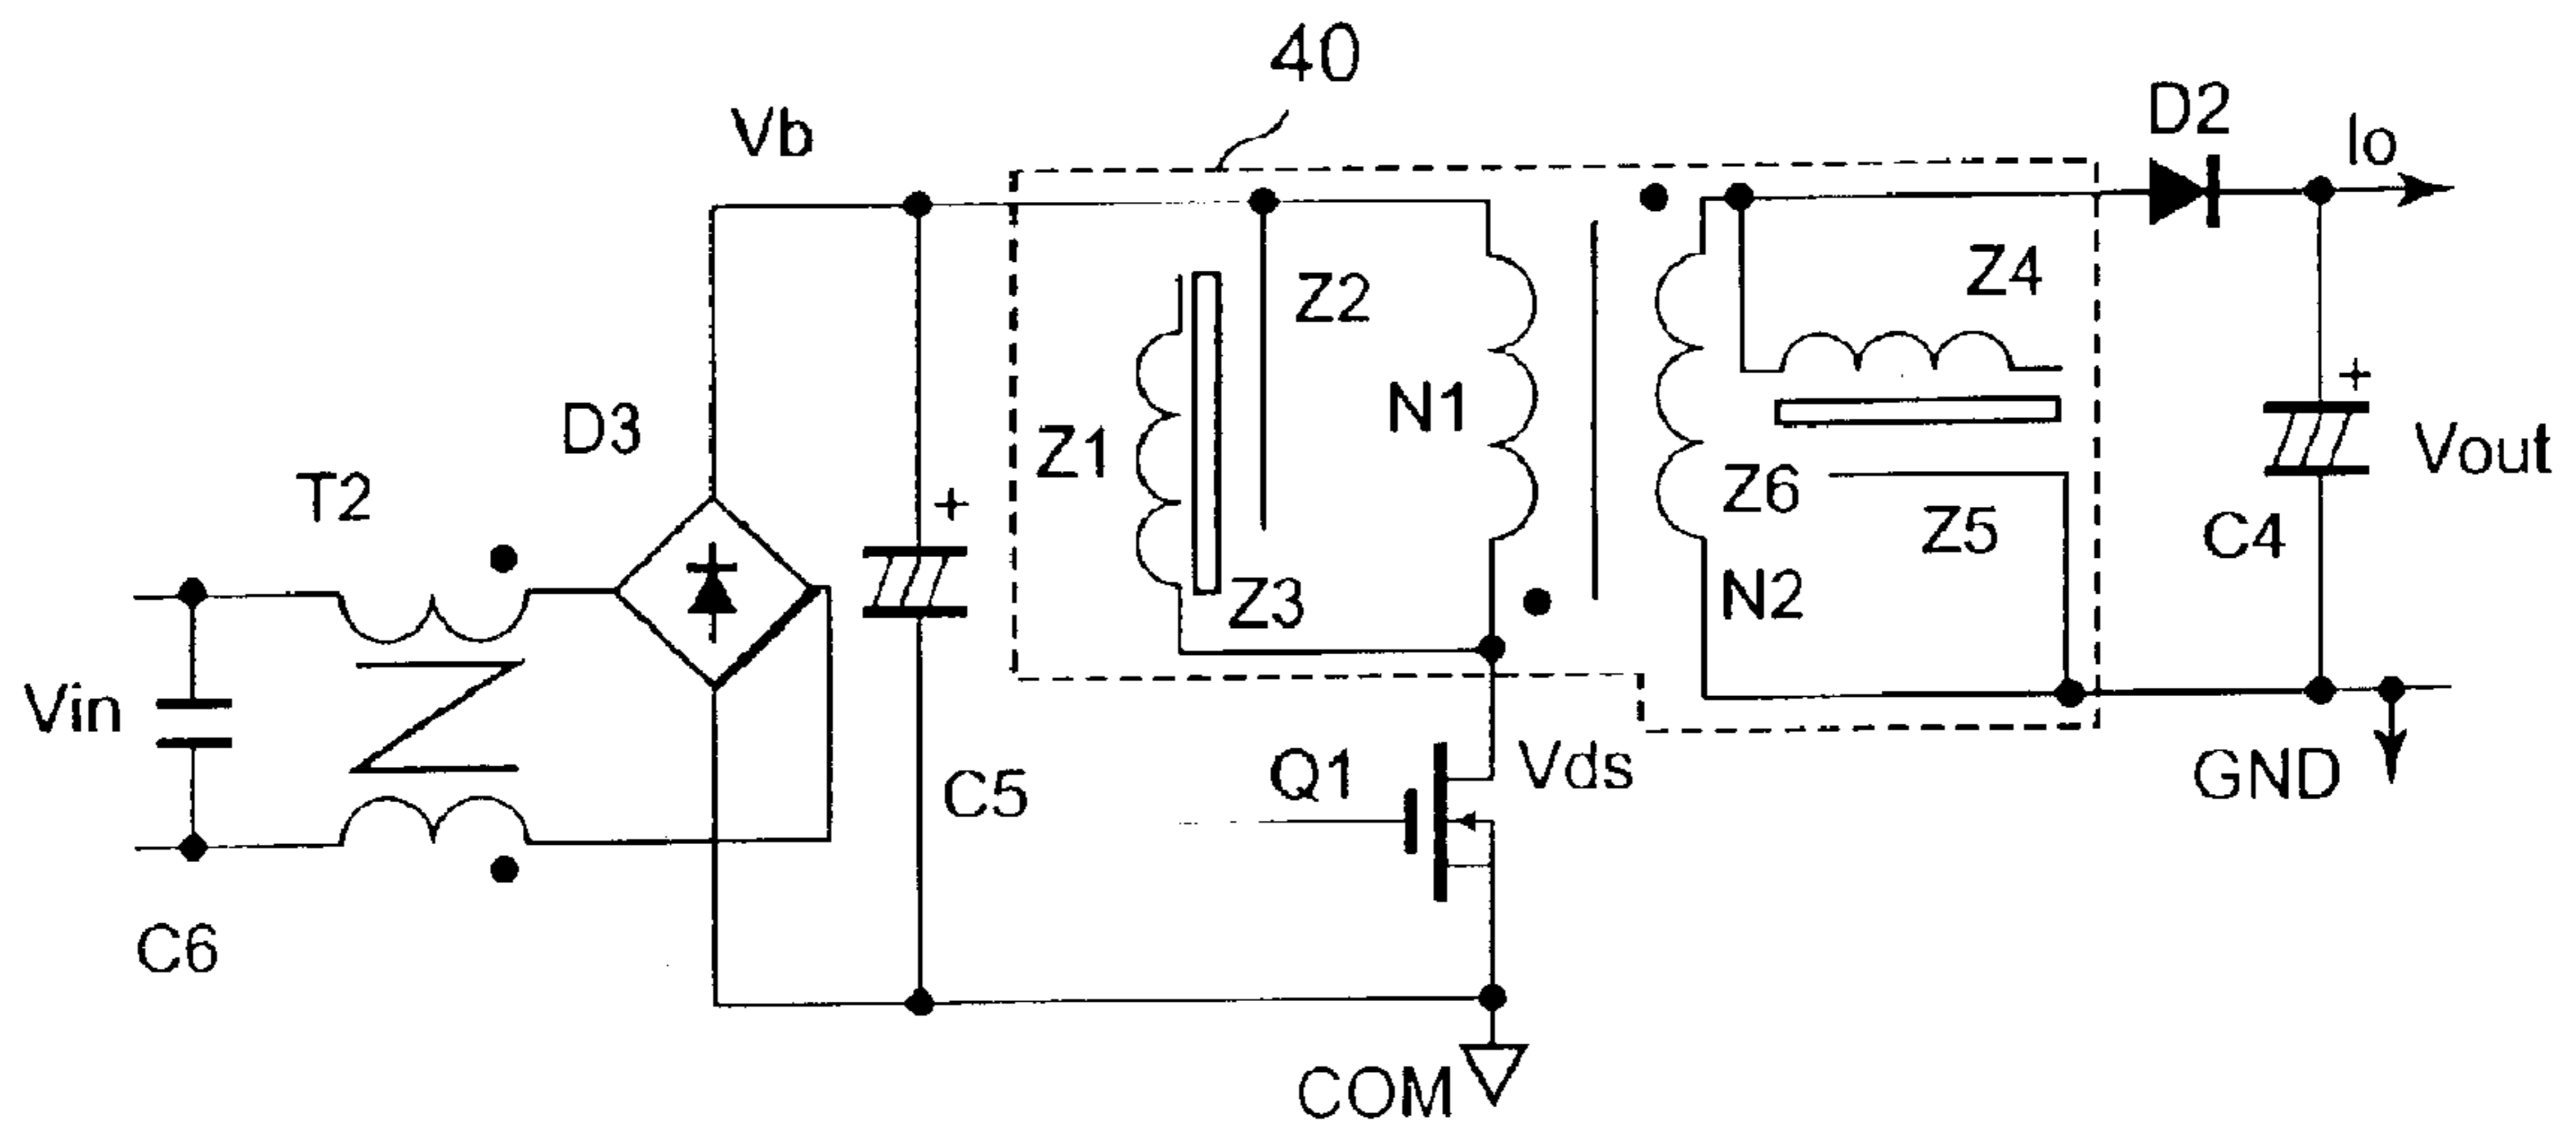 40
Vb
D2
Io
Z2
Z4
D3
N1
Z1
T2
+
+
Vout
Z6
Z5
C4
Z3
N2
Vin
C5
Q1
Vds
GND
C6
COM